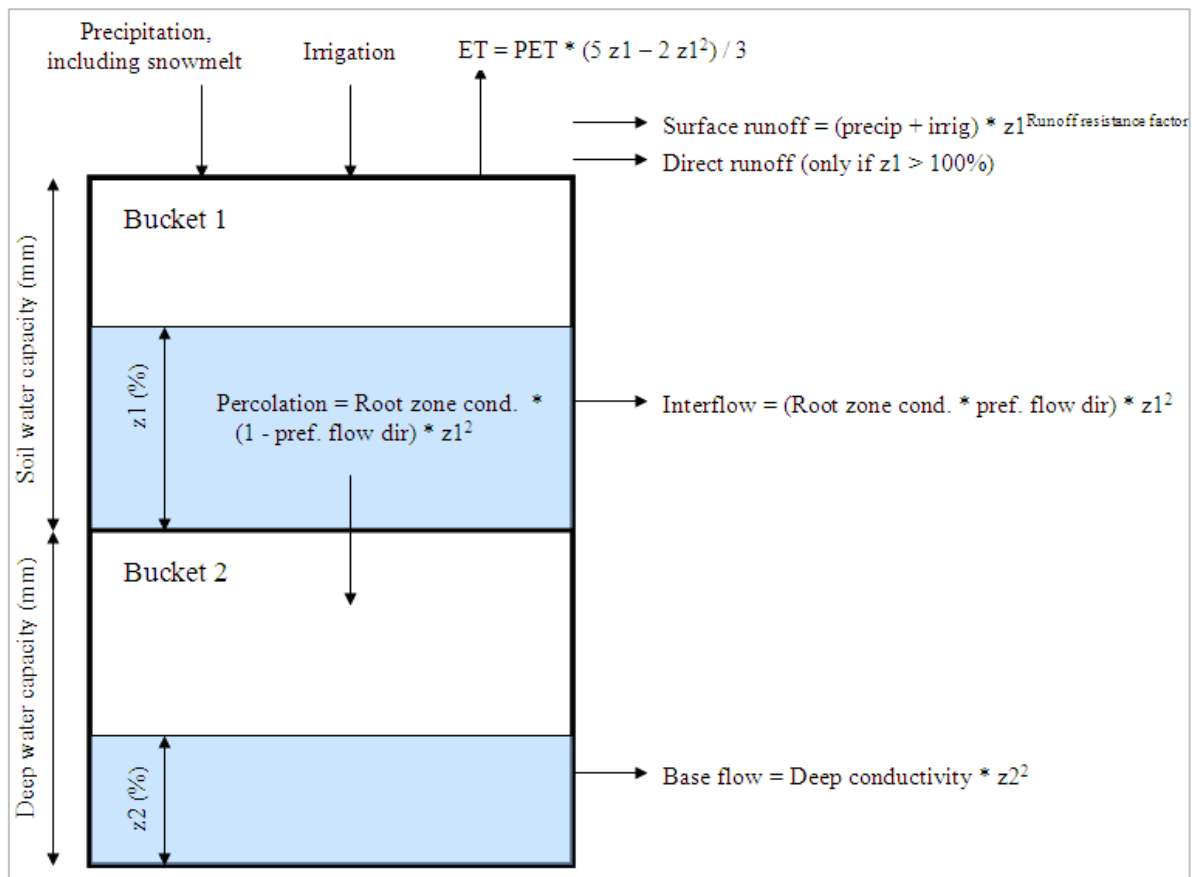 Precipitation,
including snowmelt
Irrigation
ET = PET * (5 z1 – 2 z1²) / 3
Surface runoff = (precip + irrig) * z1^Runoff resistance factor
Direct runoff (only if z1 > 100%)
Bucket 1
Soil water capacity (mm)
z1 (%)
Percolation = Root zone cond. *
(1 - pref. flow dir) * z1²
Interflow = (Root zone cond. * pref. flow dir) * z1²
Bucket 2
Deep water capacity (mm)
z2 (%)
Base flow = Deep conductivity * z2²